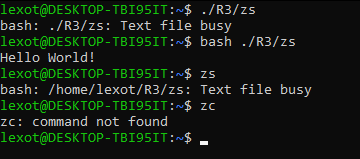 lexot@DESKTOP-TBI95IT:~$ ./R3/zs
bash: ./R3/zs: Text file busy
lexot@DESKTOP-TBI95IT:~$ bash ./R3/zs
Hello World!
lexot@DESKTOP-TBI95IT:~$ zs
bash: /home/lexot/R3/zs: Text file busy
lexot@DESKTOP-TBI95IT:~$ zc
zc: command not found
lexot@DESKTOP-TBI95IT:~$